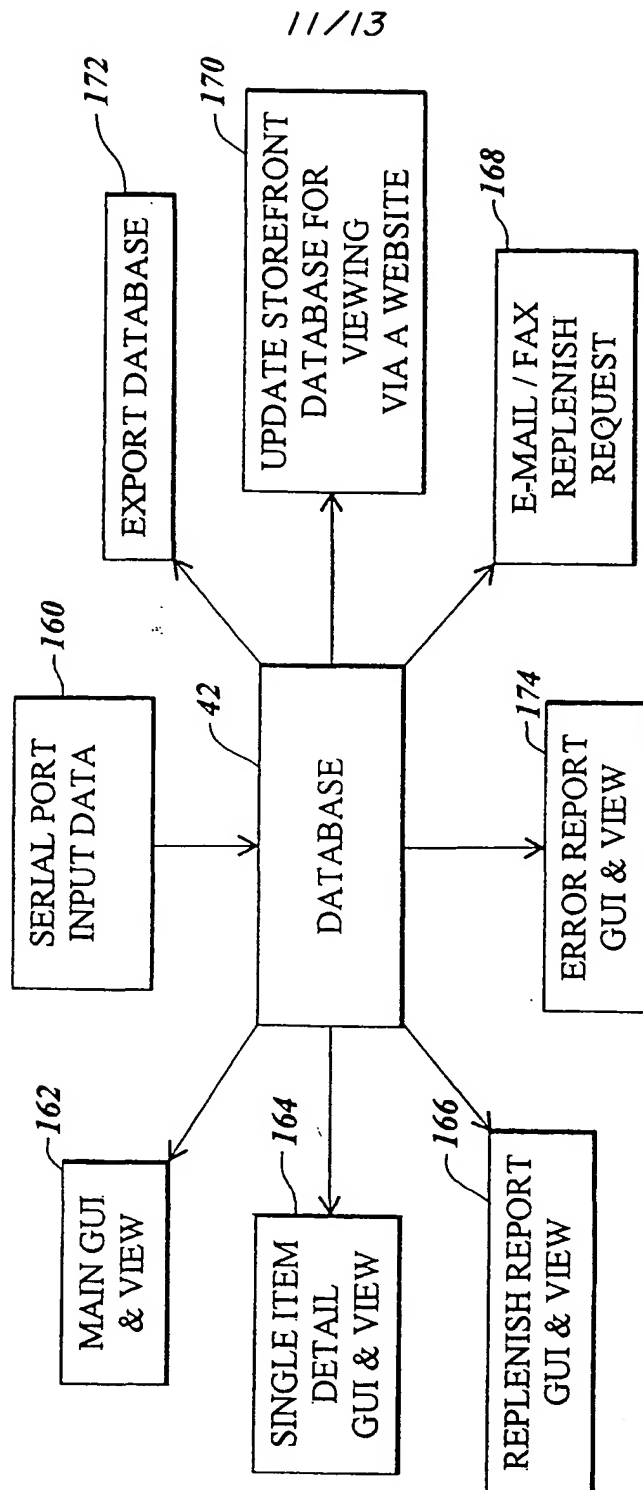 11/13
162
MAIN GUI
& VIEW
160
SERIAL PORT
INPUT DATA
172
EXPORT DATABASE
164
SINGLE ITEM
DETAIL
GUI & VIEW
42
DATABASE
170
UPDATE STOREFRONT
DATABASE FOR
VIEWING
VIA A WEBSITE
166
REPLENISH REPORT
GUI & VIEW
174
ERROR REPORT
GUI & VIEW
168
E-MAIL / FAX
REPLENISH
REQUEST